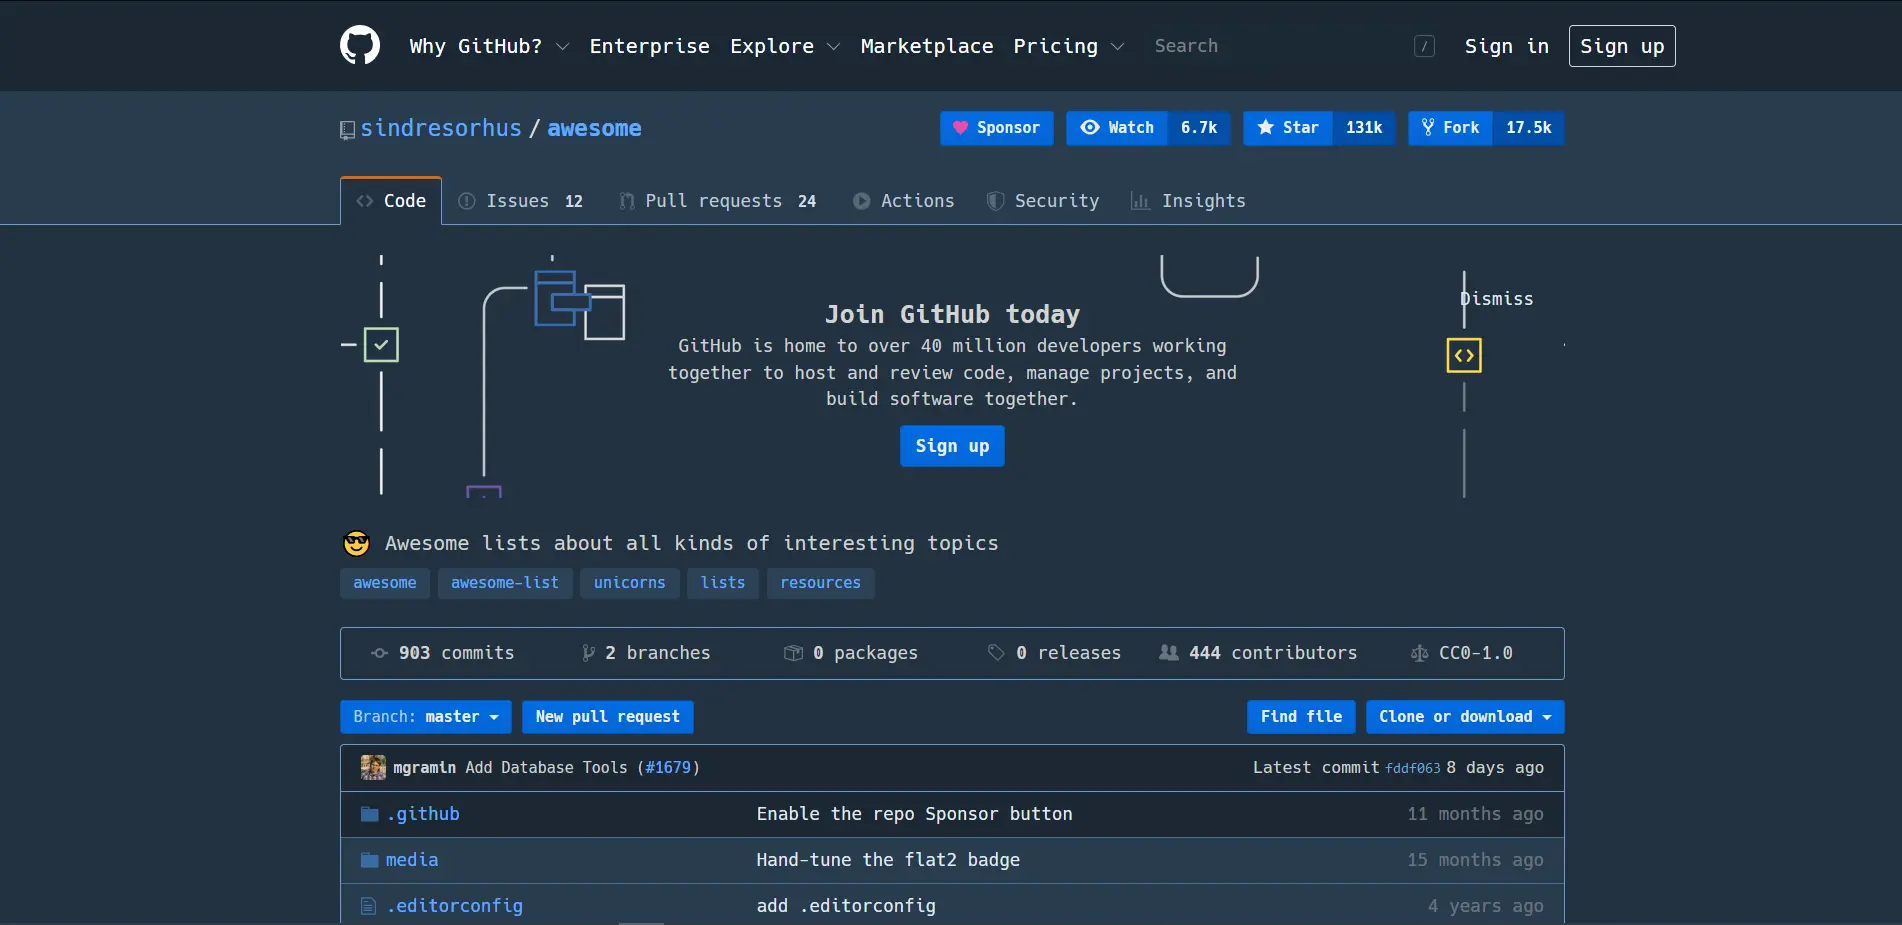 Why GitHub? Enterprise Explore Marketplace Pricing Search / Sign in Sign up
sindresorhus / awesome Sponsor Watch 6.7k Star 131k Fork 17.5k
Code Issues 12 Pull requests 24 Actions Security Insights
Dismiss
Join GitHub today
GitHub is home to over 40 million developers working
together to host and review code, manage projects, and
build software together.
Sign up
😎 Awesome lists about all kinds of interesting topics
awesome awesome-list unicorns lists resources
903 commits 2 branches 0 packages 0 releases 444 contributors CC0-1.0
Branch: master New pull request Find file Clone or download
mgramin Add Database Tools (#1679) Latest commit fddf063 8 days ago
.github Enable the repo Sponsor button 11 months ago
media Hand-tune the flat2 badge 15 months ago
.editorconfig add .editorconfig 4 years ago